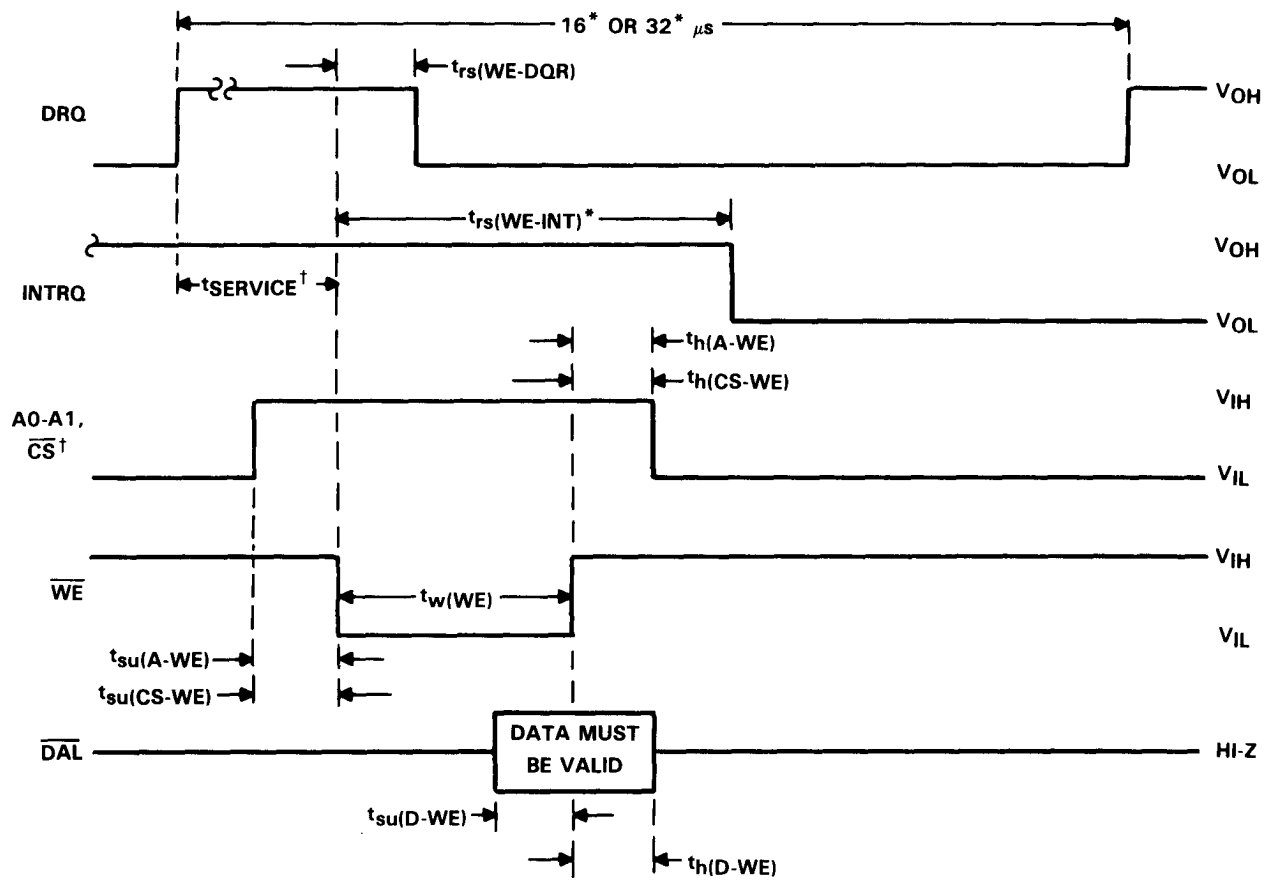 16* OR 32* μs
trs(WE-DQR)
DRQ
VOH
VOL
trs(WE-INT)*
INTRQ
VOH
tSERVICE†
VOL
th(A-WE)
th(CS-WE)
A0-A1,
CS†
VIH
VIL
WE
VIH
tw(WE)
VIL
tsu(A-WE)
tsu(CS-WE)
DAL
DATA MUST
BE VALID
HI-Z
tsu(D-WE)
th(D-WE)